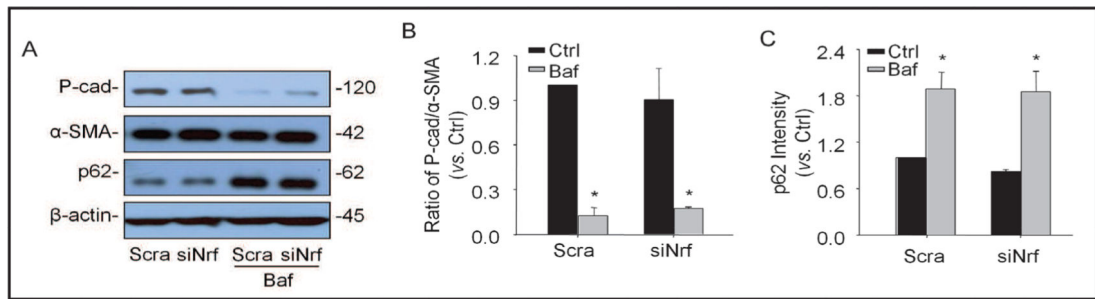 A
P-cad-
-120
α-SMA-
-42
p62-
-62
β-actin-
-45
Scra siNrf Scra siNrf
Baf
B
Ratio of P-cad/α-SMA
(vs. Ctrl)
1.2
0.9
0.6
0.3
0.0
Ctrl
Baf
*
*
Scra
siNrf
C
p62 Intensity
(vs. Ctrl)
2.4
1.8
1.2
0.6
0.0
Ctrl
Baf
*
*
Scra
siNrf